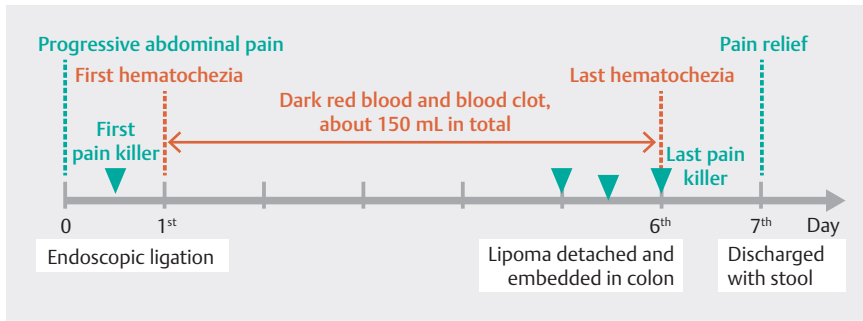 Progressive abdominal pain
Pain relief
First hematochezia
Last hematochezia
Dark red blood and blood clot,
about 150 mL in total
First
pain killer
Last pain
killer
0
1st
6th
7th
Day
Endoscopic ligation
Lipoma detached and
embedded in colon
Discharged
with stool